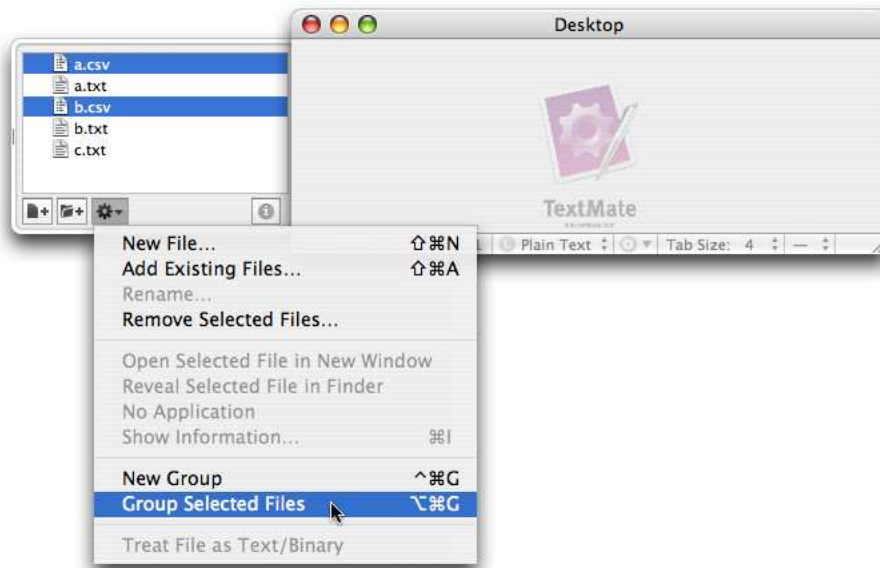 Desktop
a.csv
a.txt
b.csv
b.txt
c.txt
TextMate
Plain Text Tab Size: 4 —
New File... ⇧⌘N
Add Existing Files... ⇧⌘A
Rename...
Remove Selected Files...
Open Selected File in New Window
Reveal Selected File in Finder
No Application
Show Information... ⌘I
New Group ^⌘G
Group Selected Files ⌥⌘G
Treat File as Text/Binary